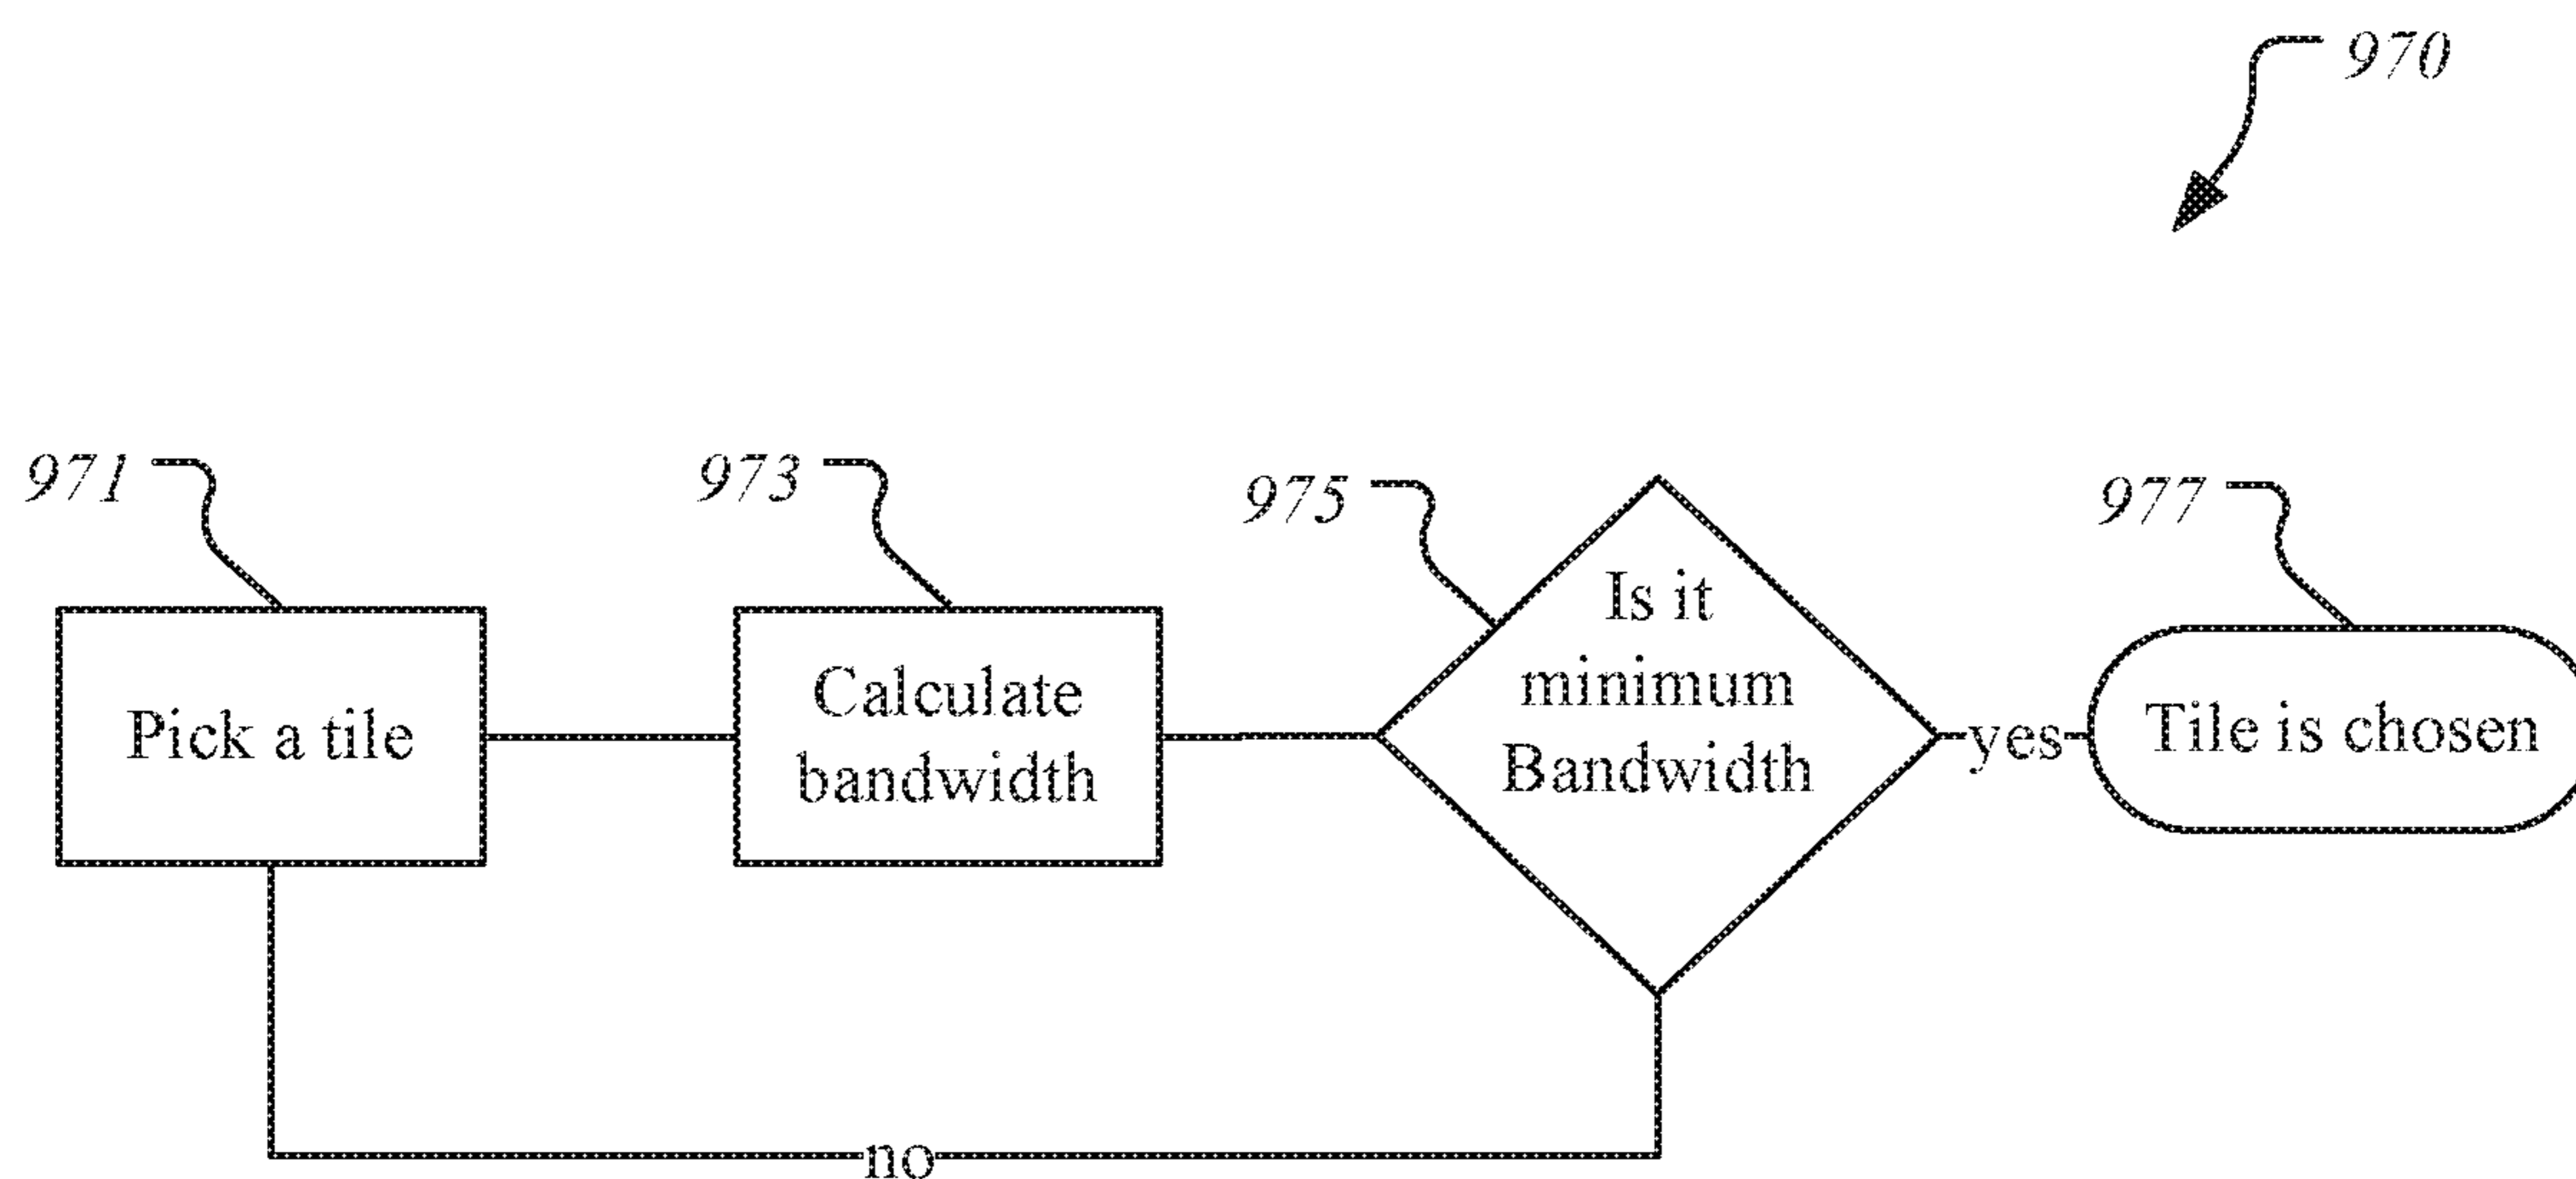 970
971
973
975
977
Pick a tile
Calculate
bandwidth
Is it
minimum
Bandwidth
yes
Tile is chosen
no